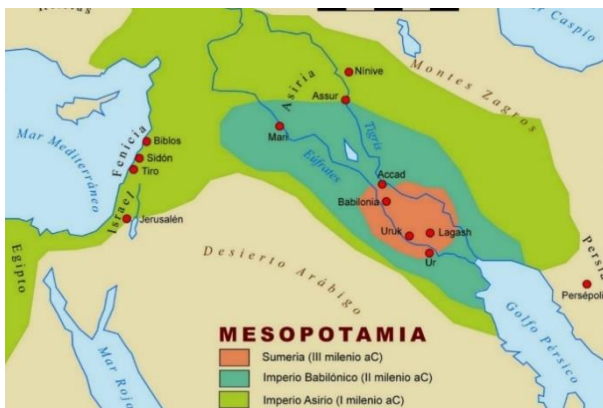 Mar Caspio
Montes Zagros
Nínive
Asiria
Assur
Mari
Tigris
Éufrates
Mar Mediterráneo
Fenicia
Biblos
Sidón
Tiro
Israel
Jerusalén
Egipto
Accad
Babilonia
Uruk
Lagash
Ur
Desierto Arábigo
Persépoli
Golfo Pérsico
Mar Rojo
MESOPOTAMIA
Sumeria (III milenio aC)
Imperio Babilónico (II milenio aC)
Imperio Asirio (I milenio aC)